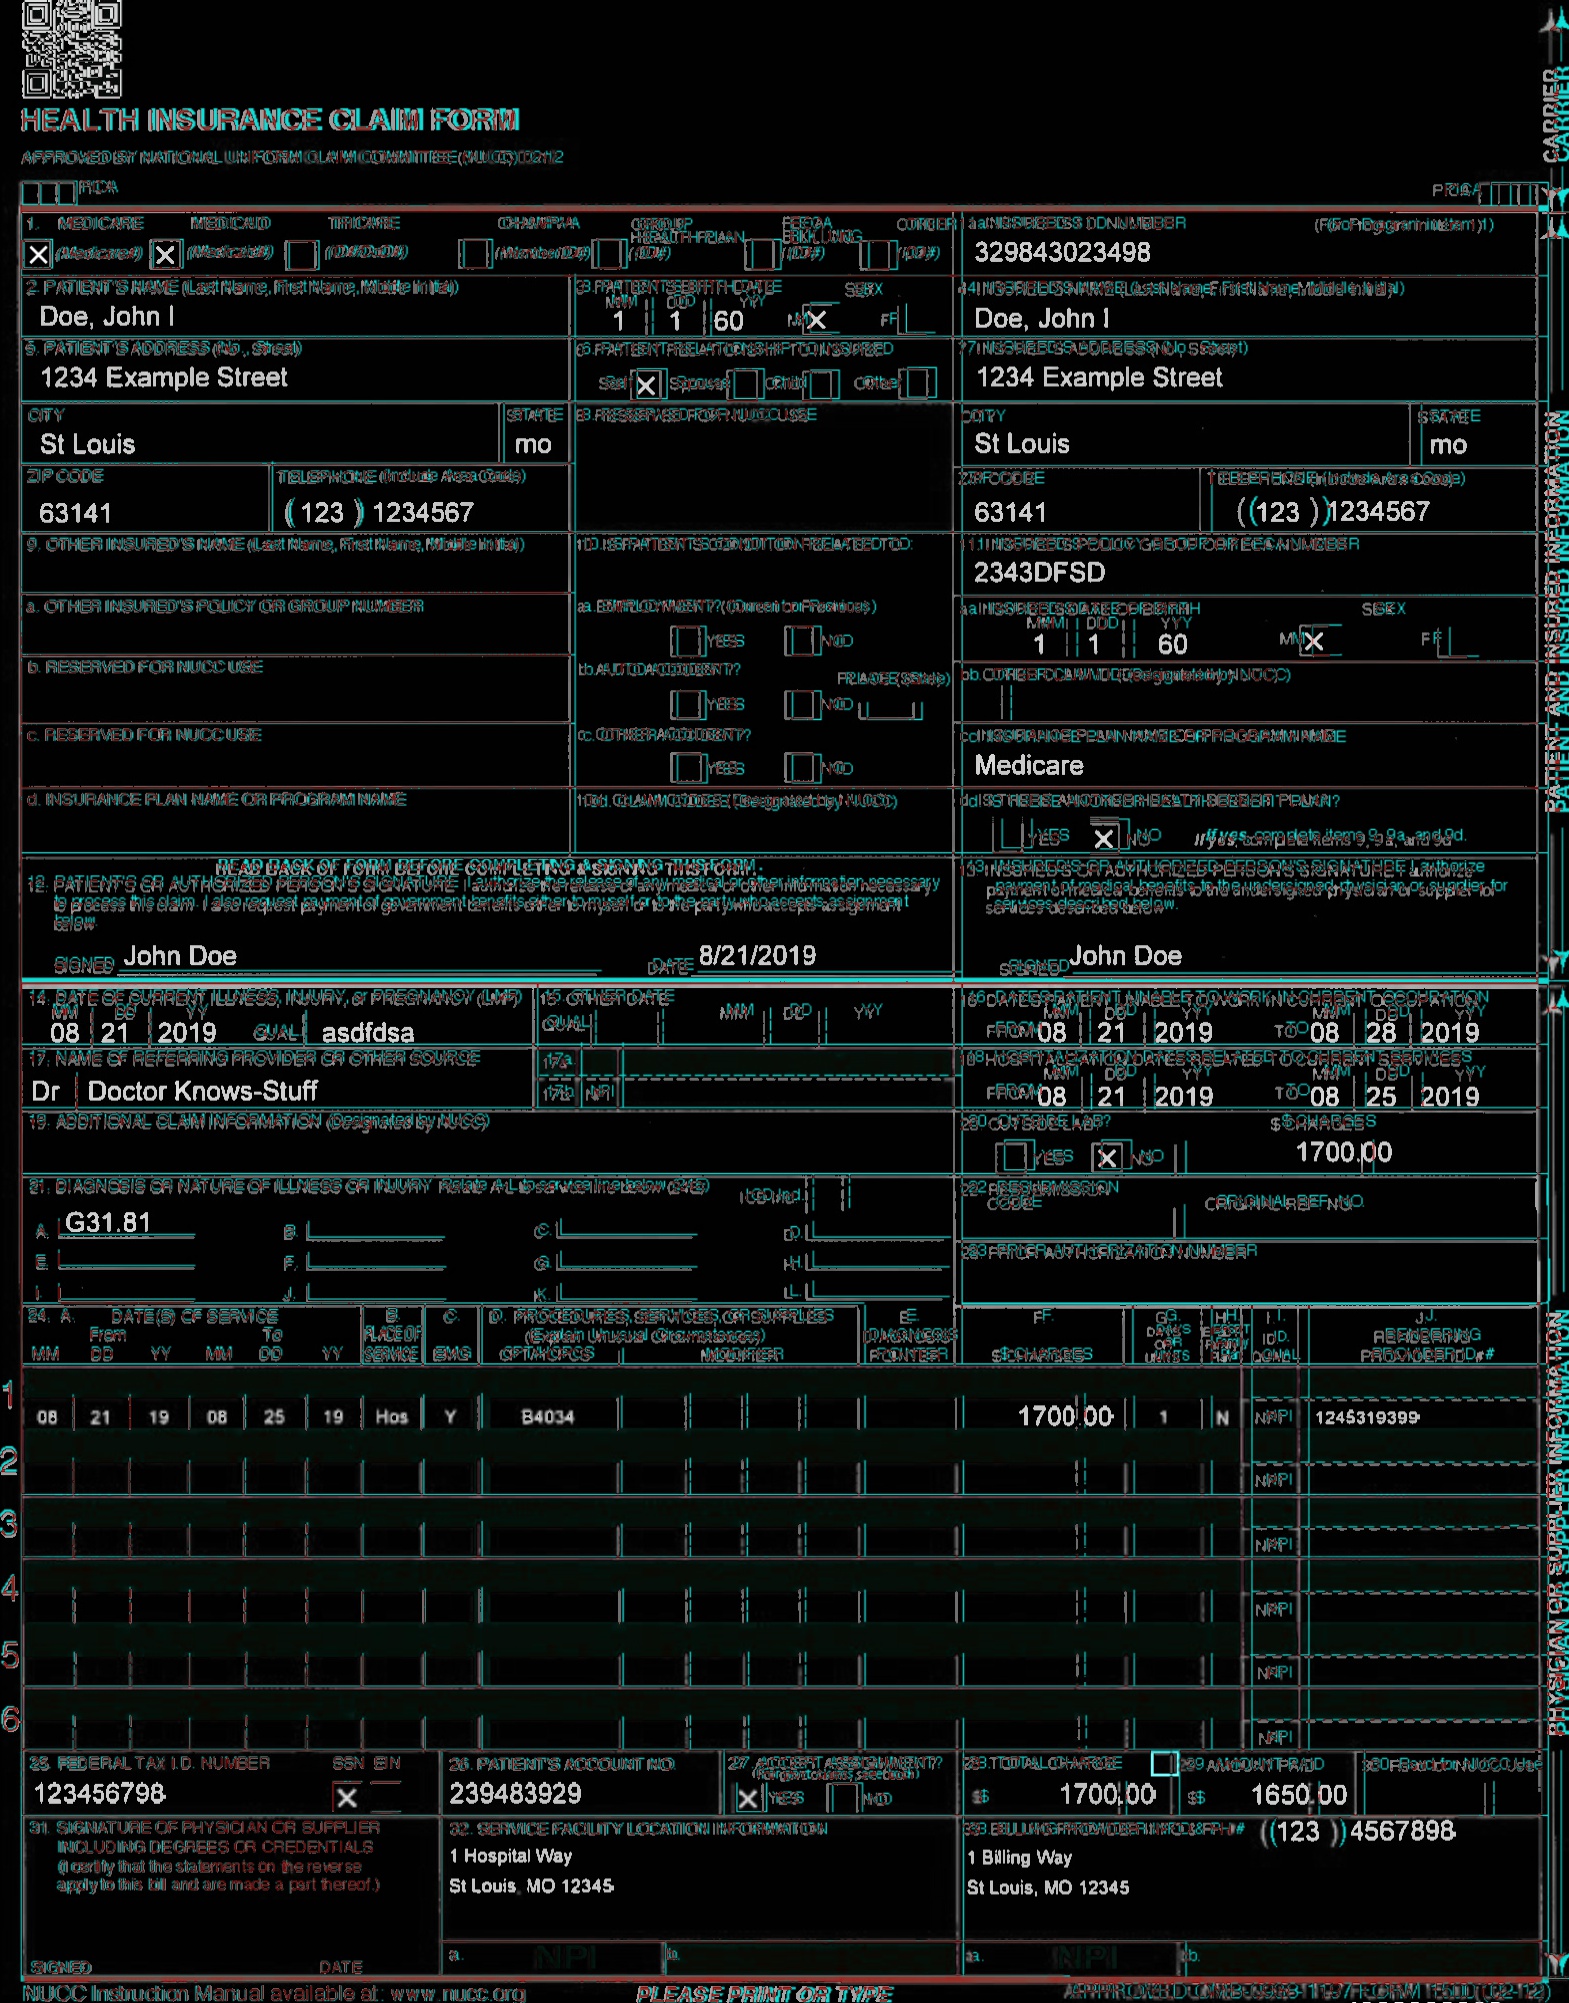 HEALTH INSURANCE CLAIM FORM
APPROVED BY NATIONAL UNIFORM CLAIM COMMITTEE (NUCC) 02/12
PICA PICA
1. MEDICARE MEDICAID TRICARE CHAMPVA GROUP HEALTH PLAN FECA BLK LUNG OTHER 1a. INSURED'S I.D. NUMBER (For Program in Item 1)
X (Medicare#) X (Medicaid#) (ID#/DoD#) (Member ID#) (ID#) (ID#) (ID#) 329843023498
2. PATIENT'S NAME (Last Name, First Name, Middle Initial) 3. PATIENT'S BIRTH DATE SEX 4. INSURED'S NAME (Last Name, First Name, Middle Initial)
MM DD YY
Doe, John I 1 1 60 M X F Doe, John I
5. PATIENT'S ADDRESS (No., Street) 6. PATIENT RELATIONSHIP TO INSURED 7. INSURED'S ADDRESS (No., Street)
1234 Example Street Self X Spouse Child Other 1234 Example Street
CITY STATE 8. RESERVED FOR NUCC USE CITY STATE
St Louis mo St Louis mo
ZIP CODE TELEPHONE (Include Area Code) ZIP CODE TELEPHONE (Include Area Code)
63141 (123) 1234567 63141 (123) 1234567
9. OTHER INSURED'S NAME (Last Name, First Name, Middle Initial) 10. IS PATIENT'S CONDITION RELATED TO: 11. INSURED'S POLICY GROUP OR FECA NUMBER
2343DFSD
a. OTHER INSURED'S POLICY OR GROUP NUMBER a. EMPLOYMENT? (Current or Previous) a. INSURED'S DATE OF BIRTH SEX
MM DD YY
YES NO 1 1 60 M X F
b. RESERVED FOR NUCC USE b. AUTO ACCIDENT? PLACE (State) b. OTHER CLAIM ID (Designated by NUCC)
YES NO
c. RESERVED FOR NUCC USE c. OTHER ACCIDENT? c. INSURANCE PLAN NAME OR PROGRAM NAME
YES NO Medicare
d. INSURANCE PLAN NAME OR PROGRAM NAME 10d. CLAIM CODES (Designated by NUCC) d. IS THERE ANOTHER HEALTH BENEFIT PLAN?
YES X NO If yes, complete items 9, 9a, and 9d.
READ BACK OF FORM BEFORE COMPLETING & SIGNING THIS FORM.
12. PATIENT'S OR AUTHORIZED PERSON'S SIGNATURE I authorize the release of any medical or other information necessary
to process this claim. I also request payment of government benefits either to myself or to the party who accepts assignment
below.
13. INSURED'S OR AUTHORIZED PERSON'S SIGNATURE I authorize
payment of medical benefits to the undersigned physician or supplier for
services described below.
SIGNED John Doe DATE 8/21/2019 SIGNED John Doe
14. DATE OF CURRENT ILLNESS, INJURY, or PREGNANCY (LMP) 15. OTHER DATE 16. DATES PATIENT UNABLE TO WORK IN CURRENT OCCUPATION
MM DD YY MM DD YY MM DD YY MM DD YY
08 21 2019 QUAL. asdfdsa QUAL. FROM 08 21 2019 TO 08 28 2019
17. NAME OF REFERRING PROVIDER OR OTHER SOURCE 17a. 18. HOSPITALIZATION DATES RELATED TO CURRENT SERVICES
MM DD YY MM DD YY
Dr Doctor Knows-Stuff 17b. NPI FROM 08 21 2019 TO 08 25 2019
19. ADDITIONAL CLAIM INFORMATION (Designated by NUCC) 20. OUTSIDE LAB? $ CHARGES
YES X NO 1700.00
21. DIAGNOSIS OR NATURE OF ILLNESS OR INJURY Relate A-L to service line below (24E) ICD Ind. 22. RESUBMISSION CODE ORIGINAL REF. NO.
A. G31.81 B. C. D.
E. F. G. H. 23. PRIOR AUTHORIZATION NUMBER
I. J. K. L.
24. A. DATE(S) OF SERVICE B. C. D. PROCEDURES, SERVICES, OR SUPPLIES E. F. G. H. I. J.
From To PLACE OF (Explain Unusual Circumstances) DIAGNOSIS DAYS OR UNITS EPSDT Family Plan ID. RENDERING
MM DD YY MM DD YY SERVICE EMG CPT/HCPCS MODIFIER POINTER $ CHARGES QUAL. PROVIDER ID. #
1 08 21 19 08 25 19 Hos Y B4034 1700.00 1 N NPI 1245319399
2 NPI
3 NPI
4 NPI
5 NPI
6 NPI
25. FEDERAL TAX I.D. NUMBER SSN EIN 26. PATIENT'S ACCOUNT NO. 27. ACCEPT ASSIGNMENT? 28. TOTAL CHARGE 29. AMOUNT PAID 30. Rsvd for NUCC Use
(For govt. claims, see back)
123456798 X 239483929 X YES NO $ 1700.00 $ 1650.00
31. SIGNATURE OF PHYSICIAN OR SUPPLIER
INCLUDING DEGREES OR CREDENTIALS
(I certify that the statements on the reverse
apply to this bill and are made a part thereof.)
SIGNED DATE
32. SERVICE FACILITY LOCATION INFORMATION
1 Hospital Way
St Louis, MO 12345
a. NPI b.
33. BILLING PROVIDER INFO & PH # (123) 4567898
1 Billing Way
St Louis, MO 12345
a. NPI b.
NUCC Instruction Manual available at: www.nucc.org PLEASE PRINT OR TYPE APPROVED OMB-0938-1197 FORM 1500 (02-12)
CARRIER
PATIENT AND INSURED INFORMATION
PHYSICIAN OR SUPPLIER INFORMATION